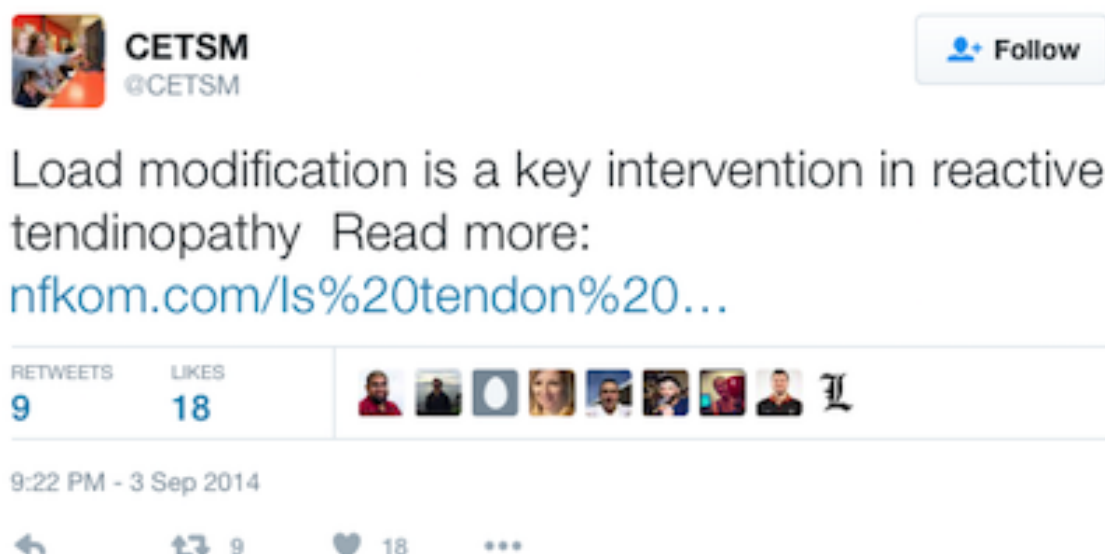 CETSM
@CETSM
Follow
Load modification is a key intervention in reactive
tendinopathy  Read more:
nfkom.com/Is%20tendon%20...
RETWEETS LIKES
9 18
L
9:22 PM - 3 Sep 2014
9 18